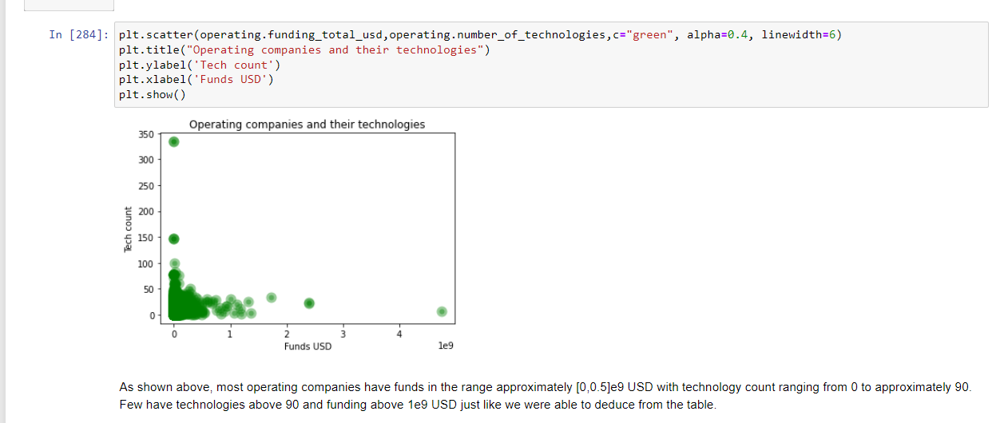 In [284]: plt.scatter(operating.funding_total_usd,operating.number_of_technologies,c="green", alpha=0.4, linewidth=6)
plt.title("Operating companies and their technologies")
plt.ylabel('Tech count')
plt.xlabel('Funds USD')
plt.show()
Operating companies and their technologies
350
300
250
200
150
100
50
0
Tech count
0 1 2 3 4
Funds USD 1e9
As shown above, most operating companies have funds in the range approximately [0,0.5]e9 USD with technology count ranging from 0 to approximately 90.
Few have technologies above 90 and funding above 1e9 USD just like we were able to deduce from the table.